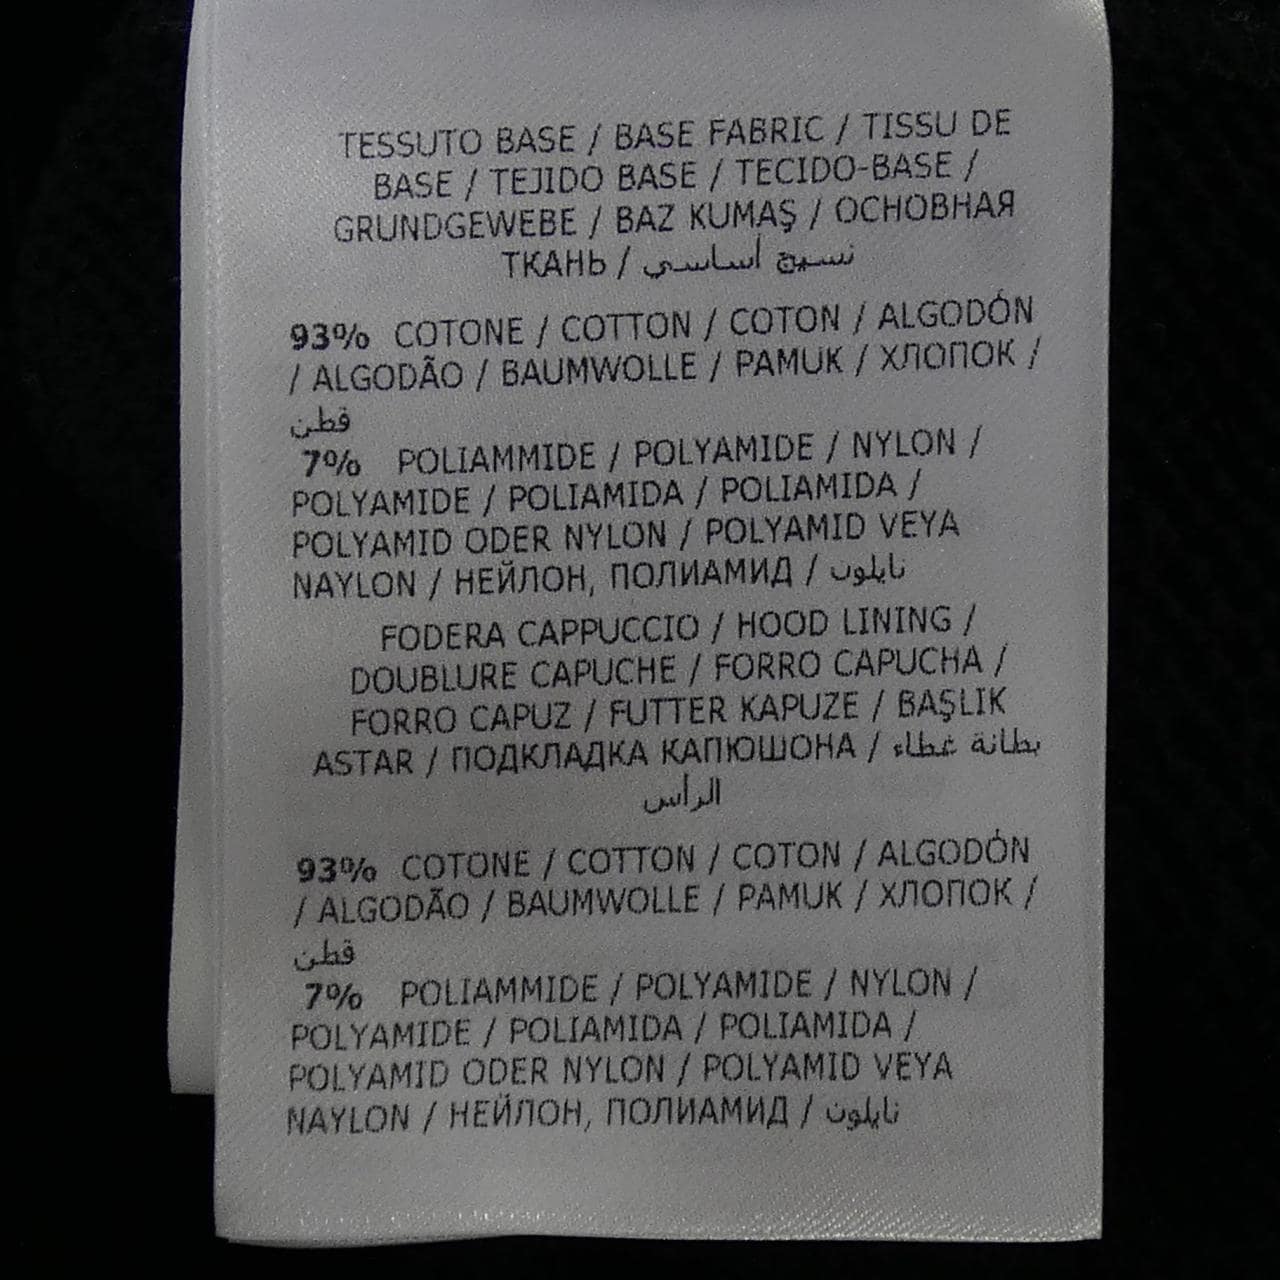 TESSUTO BASE / BASE FABRIC / TISSU DE
BASE / TEJIDO BASE / TECIDO-BASE /
GRUNDGEWEBE / BAZ KUMAŞ / ОСНОВНАЯ
ТКАНЬ / نسيج أساسي
93% COTONE / COTTON / COTON / ALGODÓN
/ ALGODÃO / BAUMWOLLE / PAMUK / ХЛОПОК /
قطن
7% POLIAMMIDE / POLYAMIDE / NYLON /
POLYAMIDE / POLIAMIDA / POLIAMIDA /
POLYAMID ODER NYLON / POLYAMID VEYA
NAYLON / НЕЙЛОН, ПОЛИАМИД / نايلون
FODERA CAPPUCCIO / HOOD LINING /
DOUBLURE CAPUCHE / FORRO CAPUCHA /
FORRO CAPUZ / FUTTER KAPUZE / BAŞLIK
ASTAR / ПОДКЛАДКА КАПЮШОНА / بطانة غطاء
الرأس
93% COTONE / COTTON / COTON / ALGODÓN
/ ALGODÃO / BAUMWOLLE / PAMUK / ХЛОПОК /
قطن
7% POLIAMMIDE / POLYAMIDE / NYLON /
POLYAMIDE / POLIAMIDA / POLIAMIDA /
POLYAMID ODER NYLON / POLYAMID VEYA
NAYLON / НЕЙЛОН, ПОЛИАМИД / نايلون